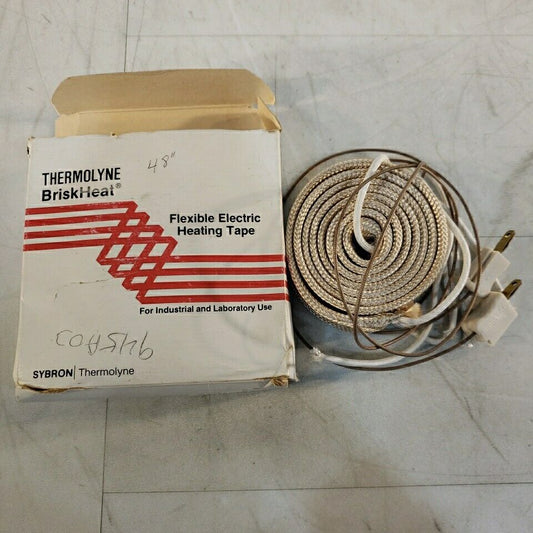 THERMOLYNE
BriskHeat®
48"
Flexible Electric
Heating Tape
For Industrial and Laboratory Use
SYBRON | Thermolyne